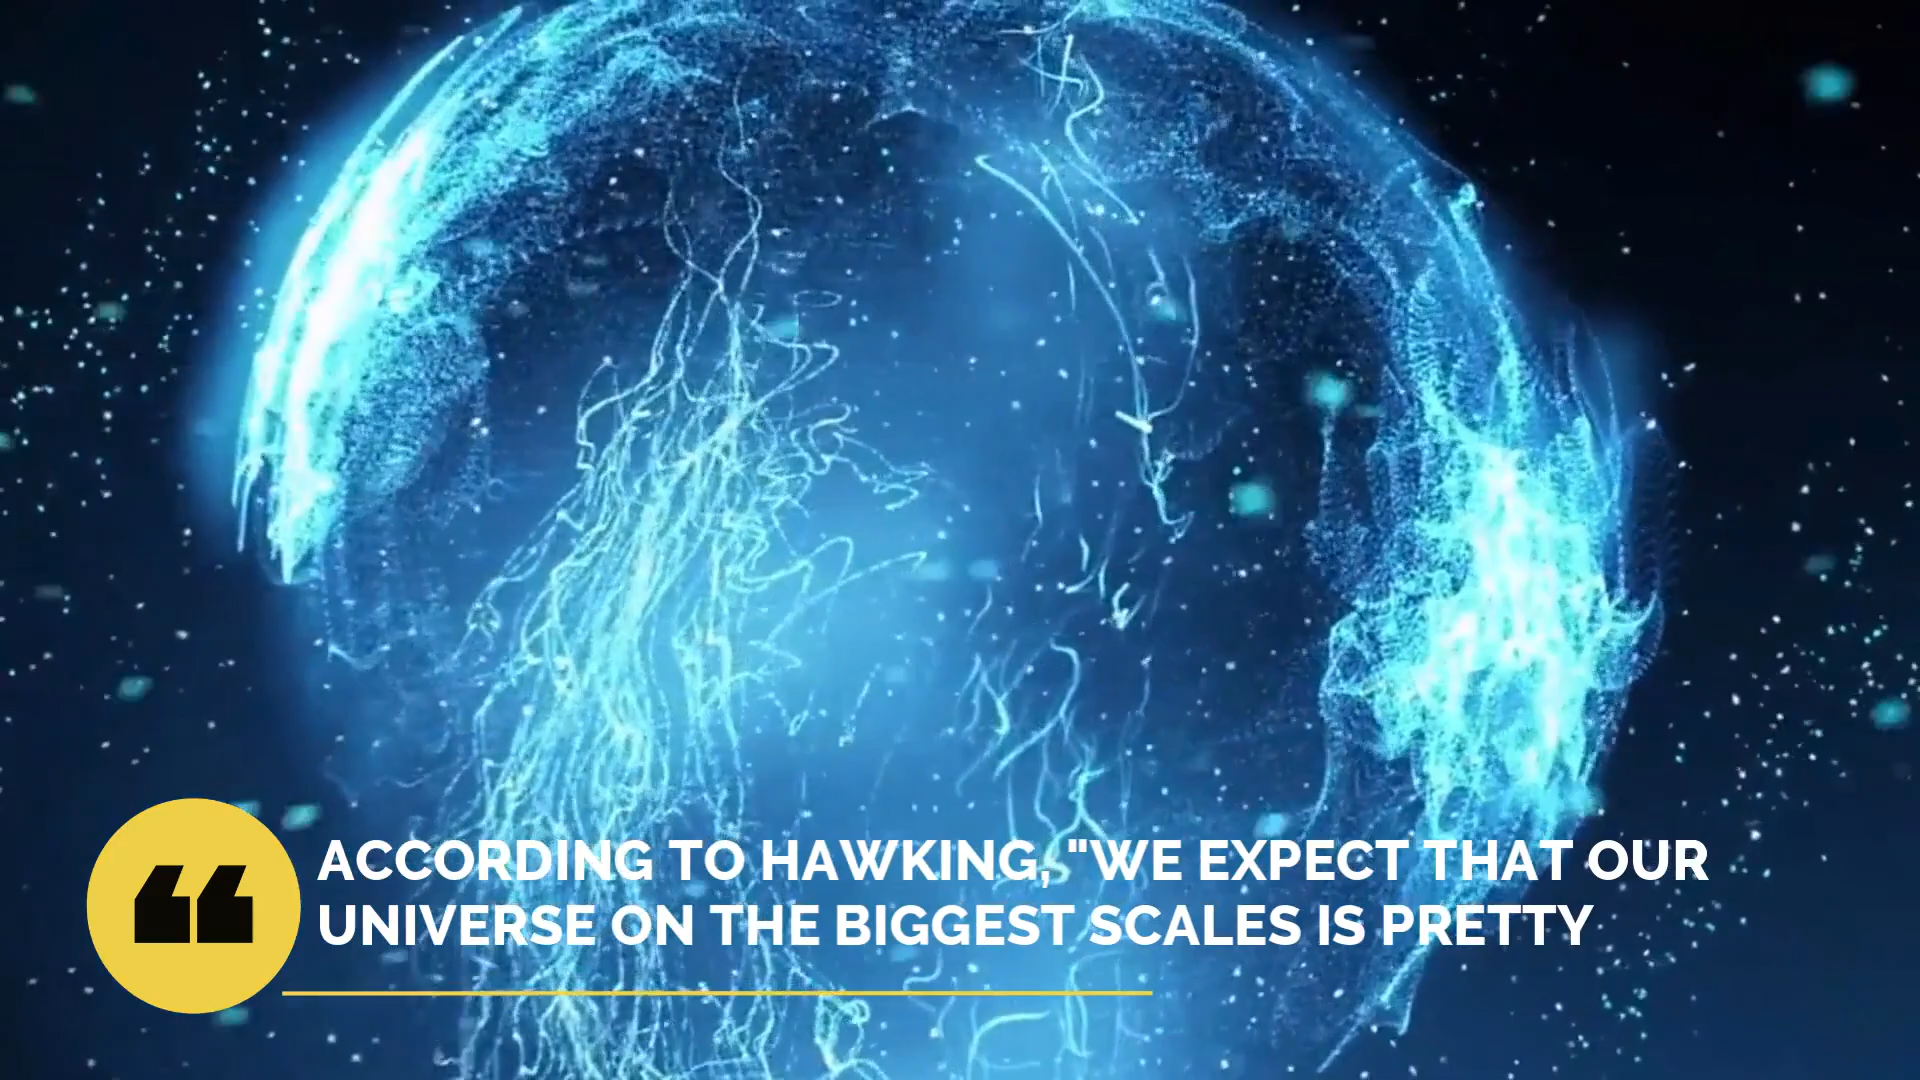 ACCORDING TO HAWKING, "WE EXPECT THAT OUR
UNIVERSE ON THE BIGGEST SCALES IS PRETTY